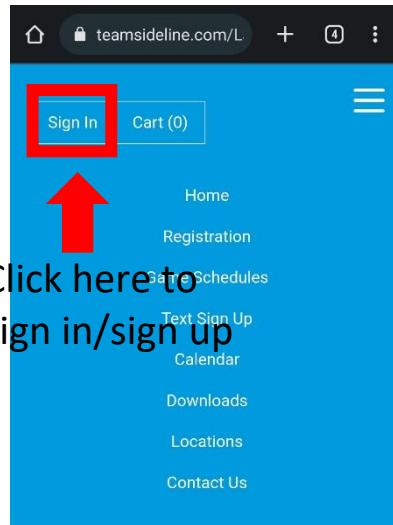 teamsideline.com/L
4
Sign In
Cart (0)
Home
Registration
Game Schedules
Text Sign Up
Calendar
Downloads
Locations
Contact Us
lick here to
ign in/sign up